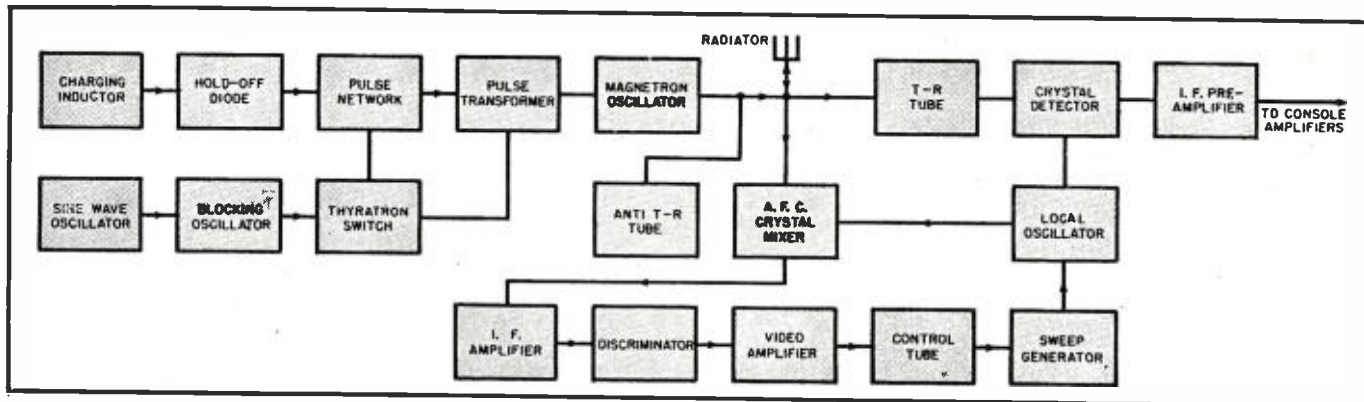 RADIATOR
CHARGING
INDUCTOR
HOLD-OFF
DIODE
PULSE
NETWORK
PULSE
TRANSFORMER
MAGNETRON
OSCILLATOR
T-R
TUBE
CRYSTAL
DETECTOR
I. F. PRE-
AMPLIFIER
TO CONSOLE
AMPLIFIERS
SINE WAVE
OSCILLATOR
BLOCKING
OSCILLATOR
THYRATRON
SWITCH
ANTI T-R
TUBE
A. F. C.
CRYSTAL
MIXER
LOCAL
OSCILLATOR
I. F.
AMPLIFIER
DISCRIMINATOR
VIDEO
AMPLIFIER
CONTROL
TUBE
SWEEP
GENERATOR